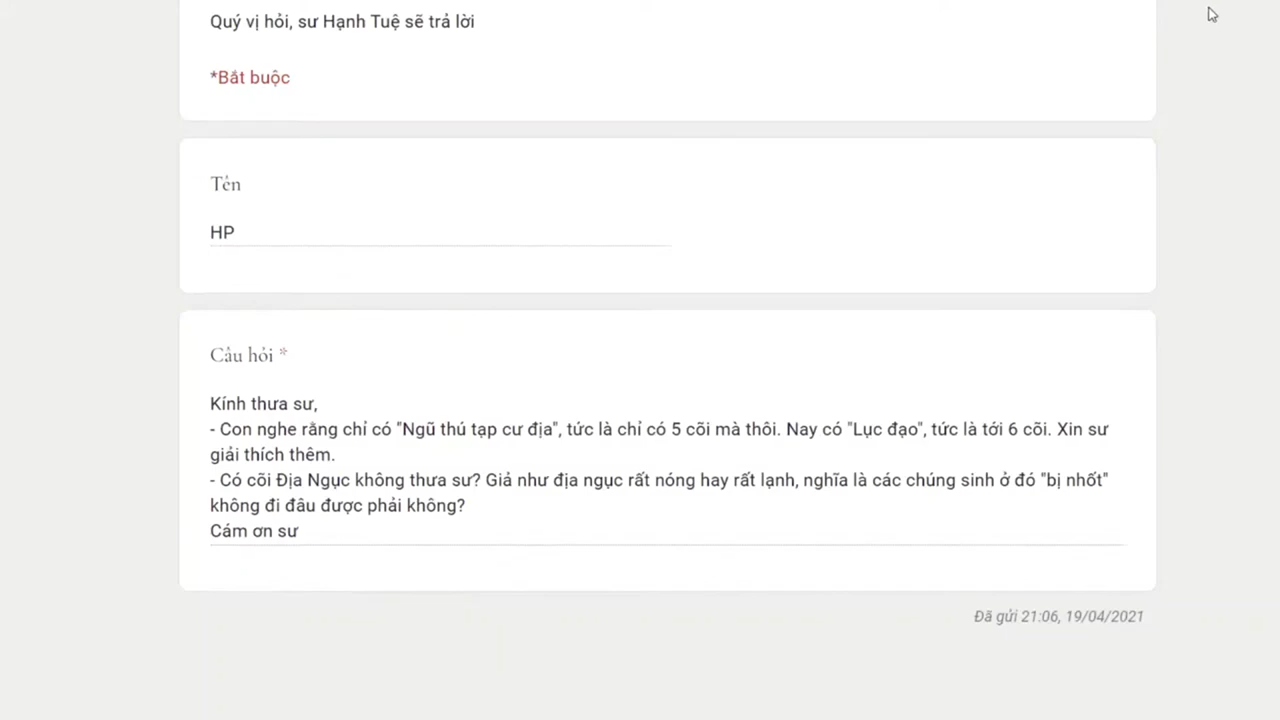 Quý vị hỏi, sư Hạnh Tuệ sẽ trả lời
*Bắt buộc
Tên
HP
Câu hỏi *
Kính thưa sư,
- Con nghe rằng chỉ có "Ngũ thú tạp cư địa", tức là chỉ có 5 cõi mà thôi. Nay có "Lục đạo", tức là tới 6 cõi. Xin sư
giải thích thêm.
- Có cõi Địa Ngục không thưa sư? Giả như địa ngục rất nóng hay rất lạnh, nghĩa là các chúng sinh ở đó "bị nhốt"
không đi đâu được phải không?
Cám ơn sư
Đã gửi 21:06, 19/04/2021